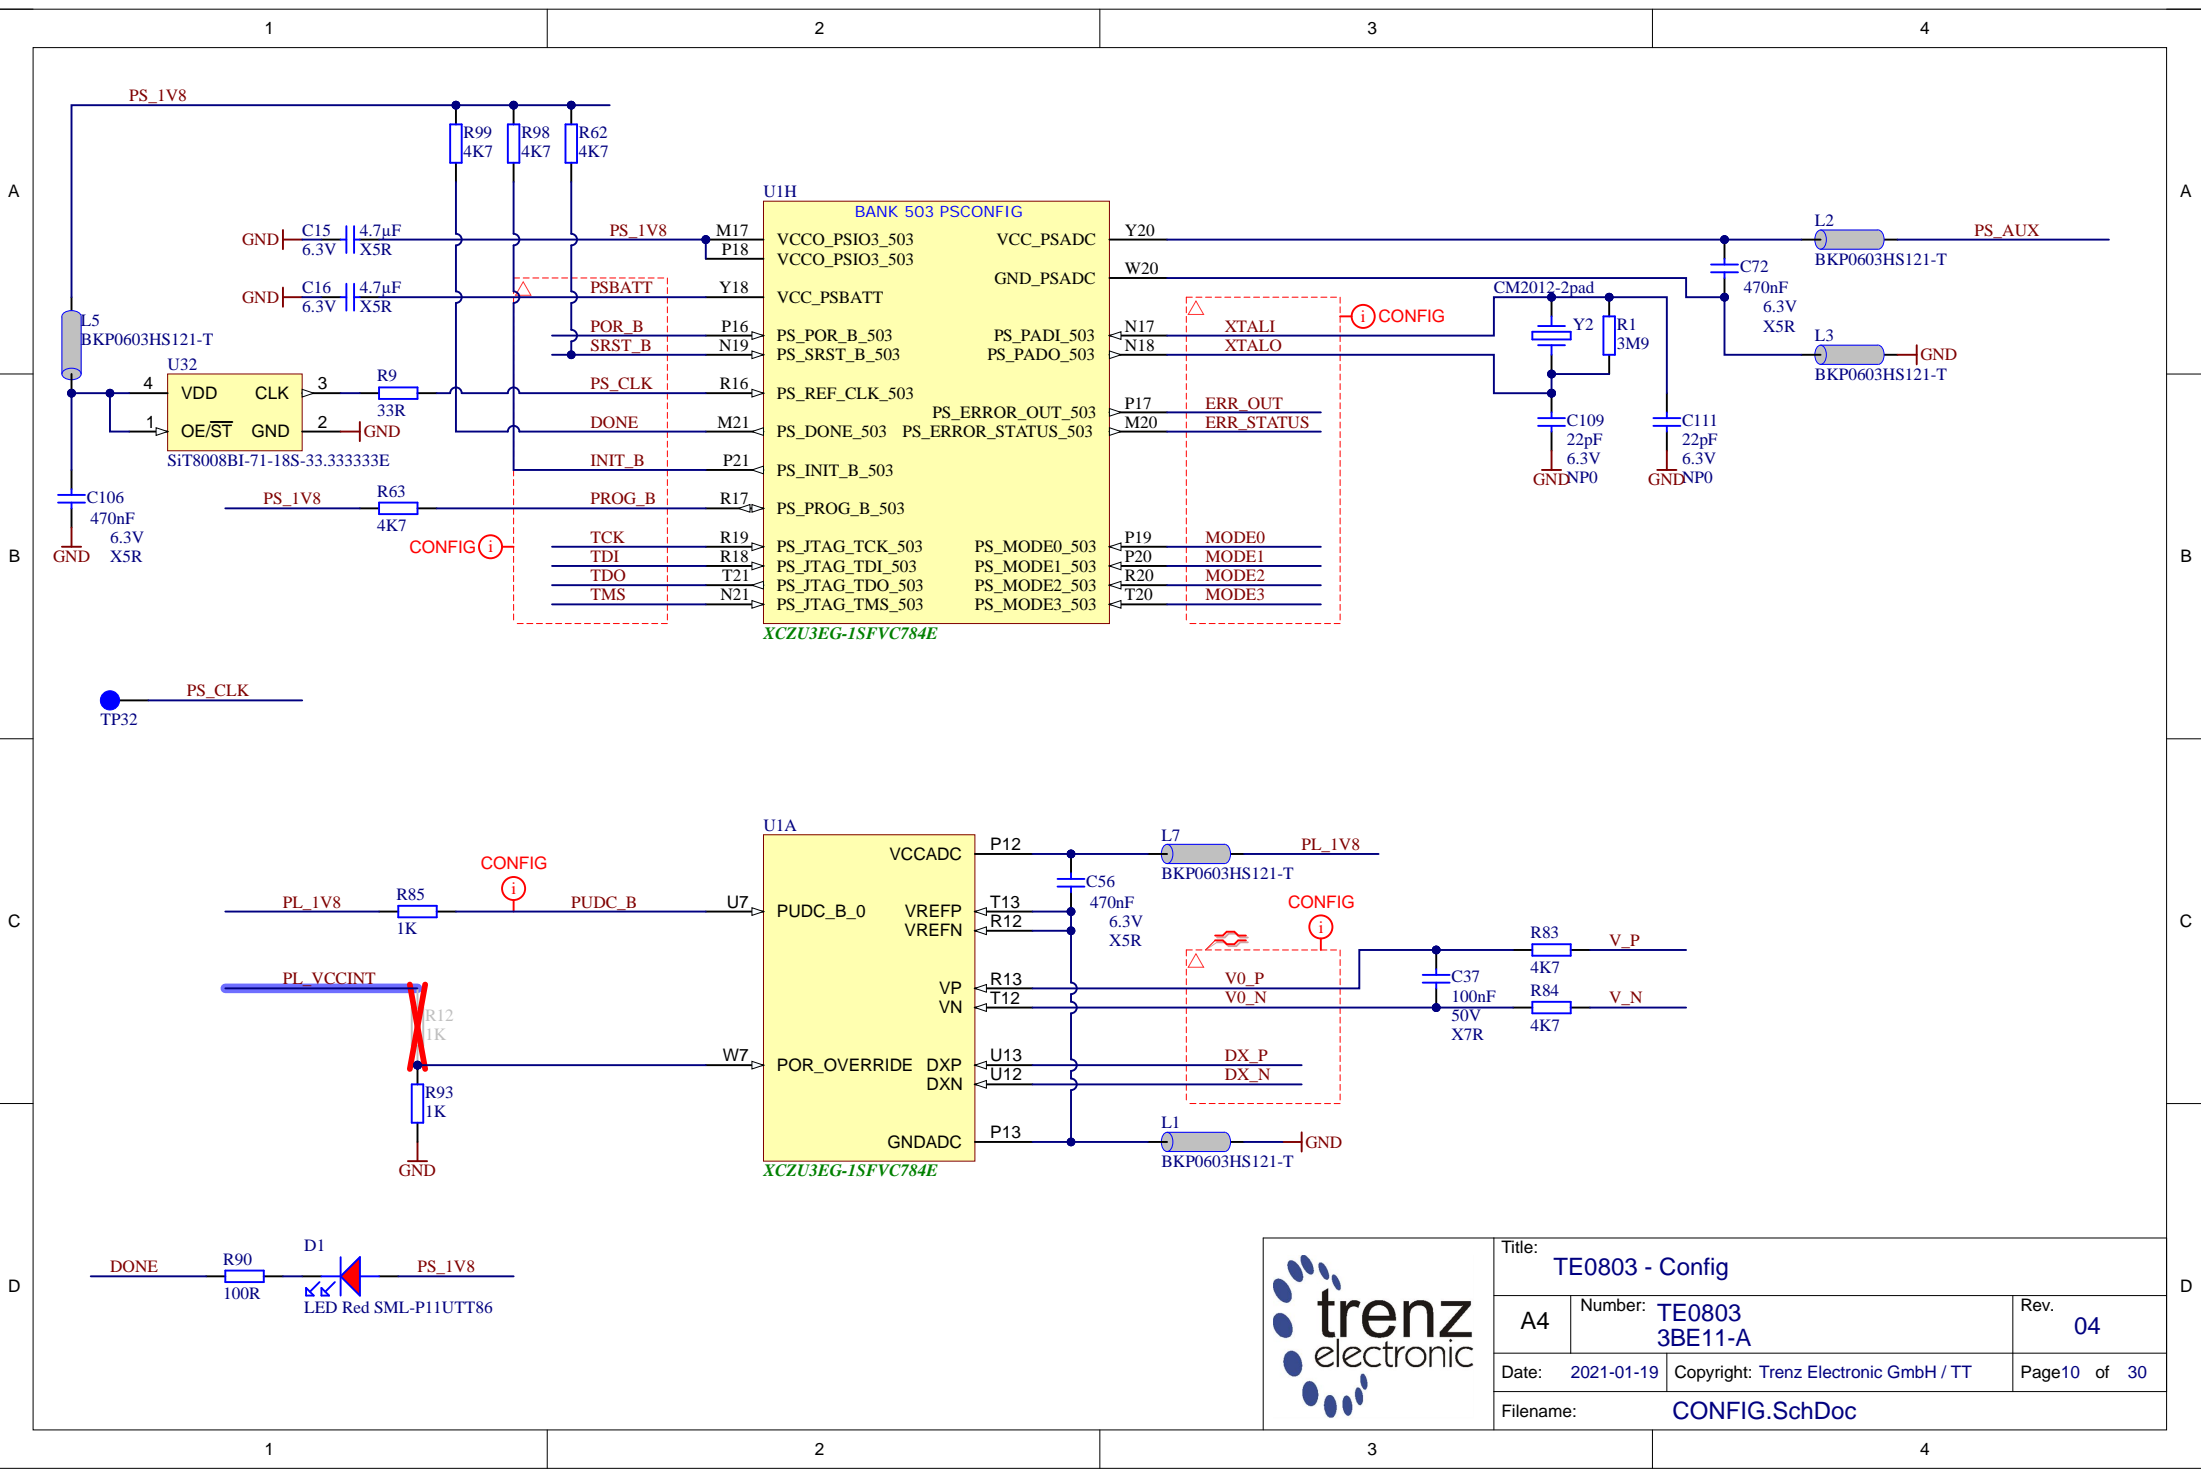 1
2
3
4
A
A
PS_1V8
R99
4K7
R98
4K7
R62
4K7
GND
C15
6.3V
4.7µF
X5R
PS_1V8
M17
P18
GND
C16
6.3V
4.7µF
X5R
PSBATT
Y18
POR_B
P16
SRST_B
N19
L5
BKP0603HS121-T
U32
4
VDD
CLK
3
1
OE/ST
GND
2
GND
SiT8008BI-71-18S-33.333333E
R9
33R
PS_CLK
R16
DONE
M21
INIT_B
P21
C106
470nF
6.3V
X5R
GND
PS_1V8
R63
4K7
PROG_B
R17
CONFIG
i
TCK
R19
TDI
R18
TDO
T21
TMS
N21
U1H
BANK 503 PSCONFIG
VCCO_PSIO3_503
VCCO_PSIO3_503
VCC_PSBATT
PS_POR_B_503
PS_SRST_B_503
PS_REF_CLK_503
PS_DONE_503
PS_INIT_B_503
PS_PROG_B_503
PS_JTAG_TCK_503
PS_JTAG_TDI_503
PS_JTAG_TDO_503
PS_JTAG_TMS_503
VCC_PSADC
GND_PSADC
PS_PADI_503
PS_PADO_503
PS_ERROR_OUT_503
PS_ERROR_STATUS_503
PS_MODE0_503
PS_MODE1_503
PS_MODE2_503
PS_MODE3_503
XCZU3EG-1SFVC784E
Y20
W20
N17
XTALI
N18
XTALO
i
CONFIG
P17
ERR_OUT
M20
ERR_STATUS
P19
MODE0
P20
MODE1
R20
MODE2
T20
MODE3
CM2012-2pad
Y2
R1
3M9
C109
22pF
6.3V
NP0
GND
C111
22pF
6.3V
NP0
GND
C72
470nF
6.3V
X5R
L2
BKP0603HS121-T
PS_AUX
L3
BKP0603HS121-T
GND
B
B
TP32
PS_CLK
C
C
CONFIG
i
PL_1V8
R85
1K
PUDC_B
U7
PL_VCCINT
R12
1K
W7
R93
1K
GND
U1A
PUDC_B_0
POR_OVERRIDE
VCCADC
VREFP
VREFN
VP
VN
DXP
DXN
GNDADC
XCZU3EG-1SFVC784E
P12
T13
R12
R13
T12
U13
U12
P13
C56
470nF
6.3V
X5R
L7
BKP0603HS121-T
PL_1V8
CONFIG
i
V0_P
V0_N
DX_P
DX_N
C37
100nF
50V
X7R
R83
4K7
V_P
R84
4K7
V_N
L1
BKP0603HS121-T
GND
D
D
DONE
R90
100R
D1
LED Red SML-P11UTT86
PS_1V8
trenz
electronic
Title:
TE0803 - Config
A4
Number:
TE0803
3BE11-A
Rev.
04
Date: 2021-01-19
Copyright: Trenz Electronic GmbH / TT
Page10 of 30
Filename:
CONFIG.SchDoc
1
2
3
4